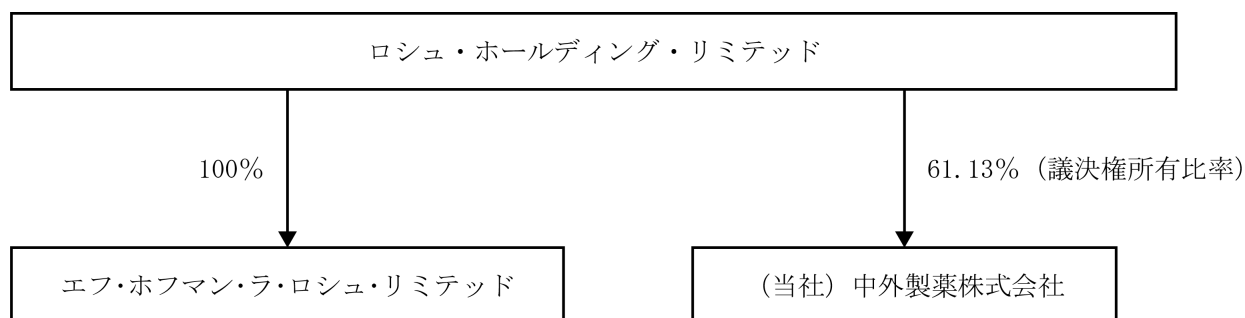 ロシュ・ホールディング・リミテッド
100%
61.13%（議決権所有比率）
エフ・ホフマン・ラ・ロシュ・リミテッド
（当社）中外製薬株式会社